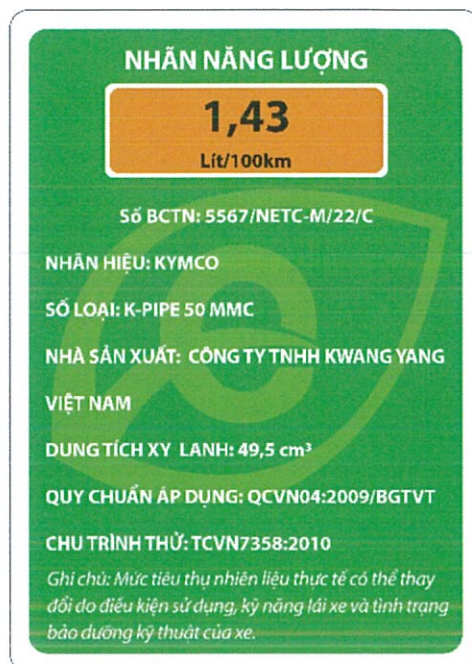 NHÃN NĂNG LƯỢNG
1,43
Lít/100km
Số BCTN: 5567/NETC-M/22/C
NHÃN HIỆU: KYMCO
SỐ LOẠI: K-PIPE 50 MMC
NHÀ SẢN XUẤT: CÔNG TY TNHH KWANG YANG
VIỆT NAM
DUNG TÍCH XY LANH: 49,5 cm³
QUY CHUẨN ÁP DỤNG: QCVN04:2009/BGTVT
CHU TRÌNH THỬ: TCVN7358:2010
Ghi chú: Mức tiêu thụ nhiên liệu thực tế có thể thay
đổi do điều kiện sử dụng, kỹ năng lái xe và tình trạng
bảo dưỡng kỹ thuật của xe.